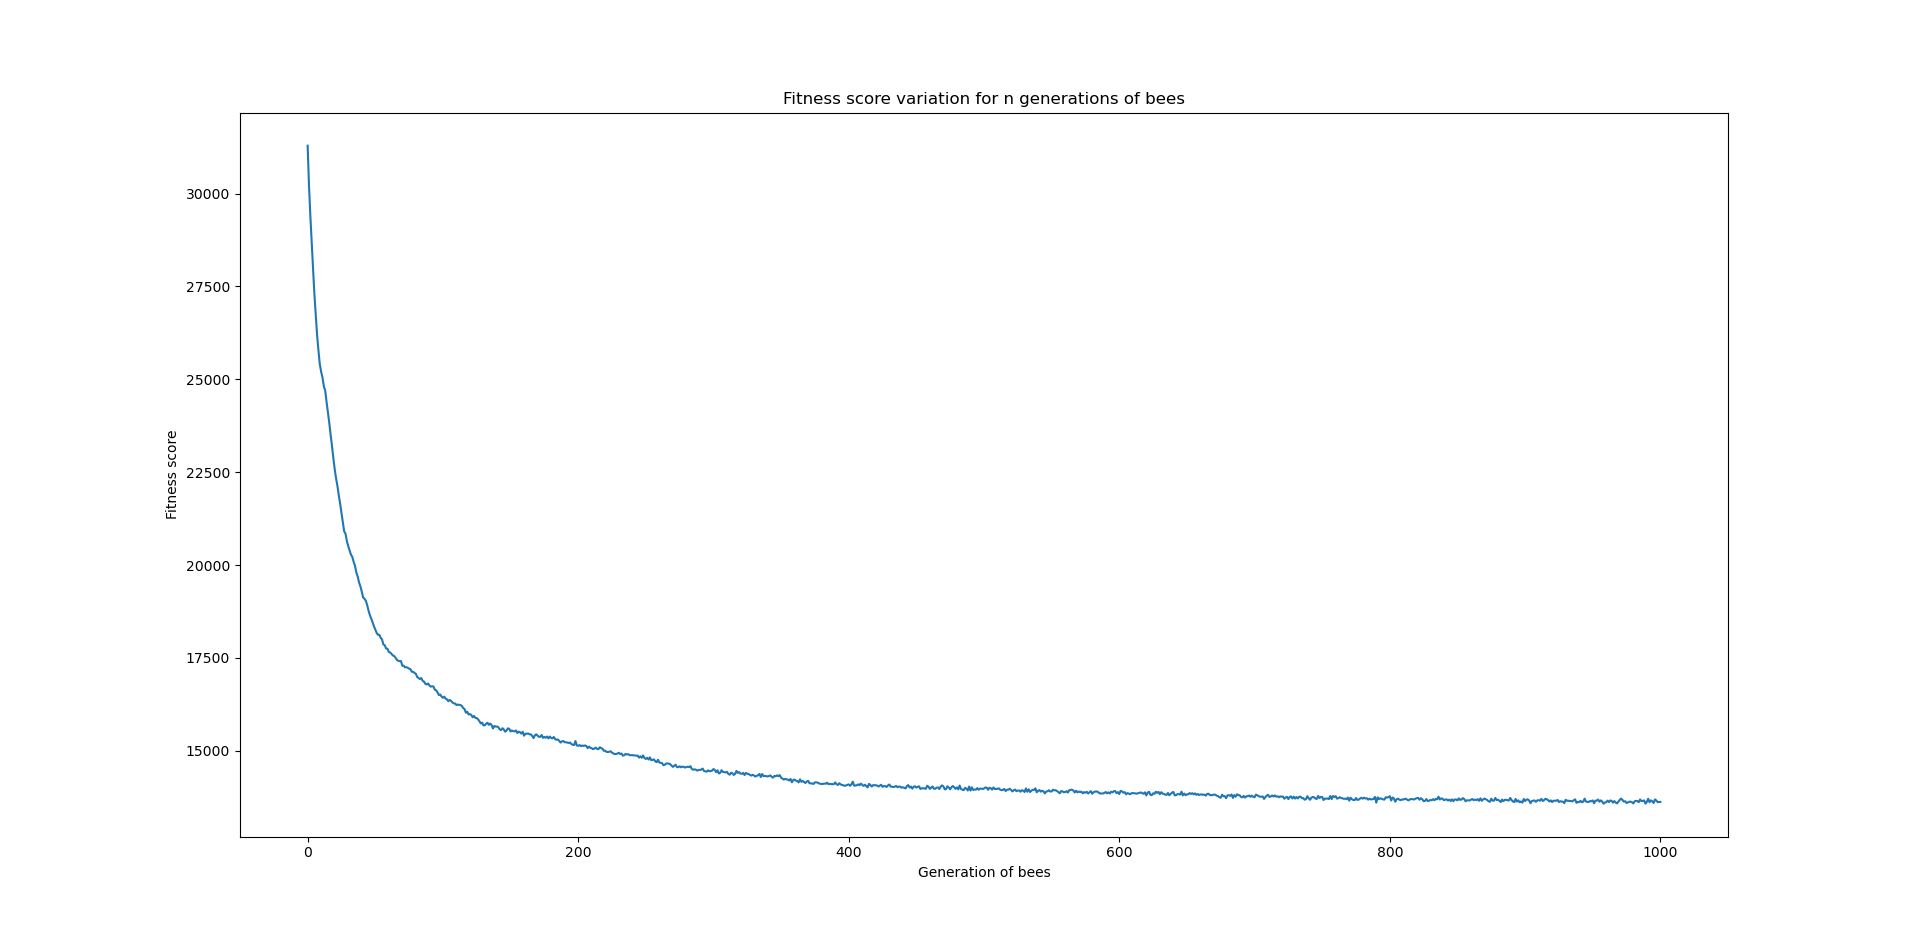 Fitness score variation for n generations of bees
30000
27500
25000
22500
20000
17500
15000
Fitness score
0 200 400 600 800 1000
Generation of bees